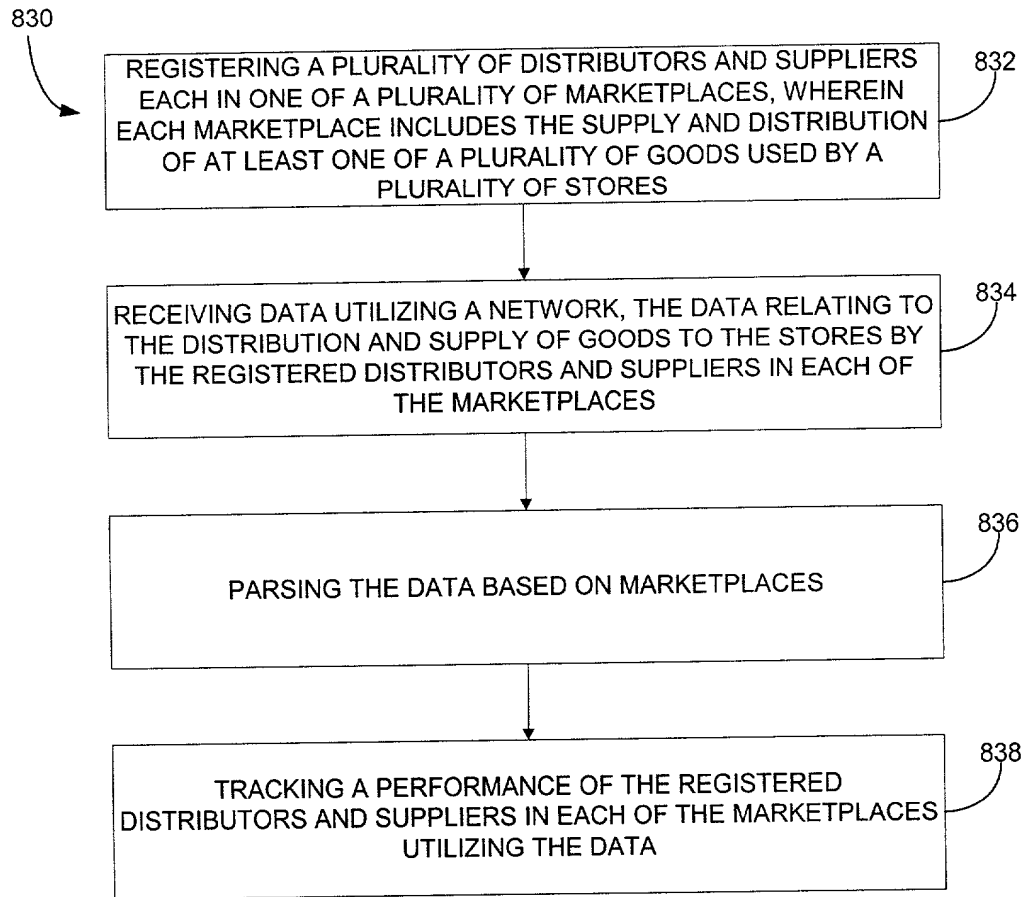 830
REGISTERING A PLURALITY OF DISTRIBUTORS AND SUPPLIERS
EACH IN ONE OF A PLURALITY OF MARKETPLACES, WHEREIN
EACH MARKETPLACE INCLUDES THE SUPPLY AND DISTRIBUTION
OF AT LEAST ONE OF A PLURALITY OF GOODS USED BY A
PLURALITY OF STORES
832
RECEIVING DATA UTILIZING A NETWORK, THE DATA RELATING TO
THE DISTRIBUTION AND SUPPLY OF GOODS TO THE STORES BY
THE REGISTERED DISTRIBUTORS AND SUPPLIERS IN EACH OF
THE MARKETPLACES
834
PARSING THE DATA BASED ON MARKETPLACES
836
TRACKING A PERFORMANCE OF THE REGISTERED
DISTRIBUTORS AND SUPPLIERS IN EACH OF THE MARKETPLACES
UTILIZING THE DATA
838